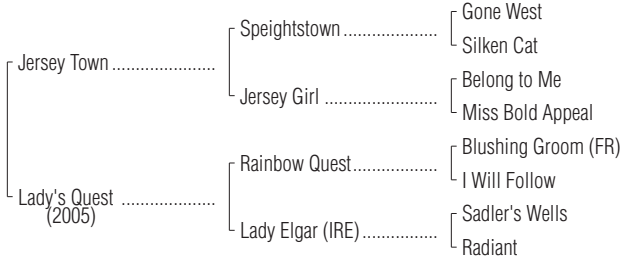 Gone West
Speightstown .....................
Silken Cat
Jersey Town .......................
Belong to Me
Jersey Girl .........................
Miss Bold Appeal
Blushing Groom (FR)
Rainbow Quest...................
I Will Follow
Lady's Quest .....................
(2005)
Sadler's Wells
Lady Elgar (IRE).................
Radiant